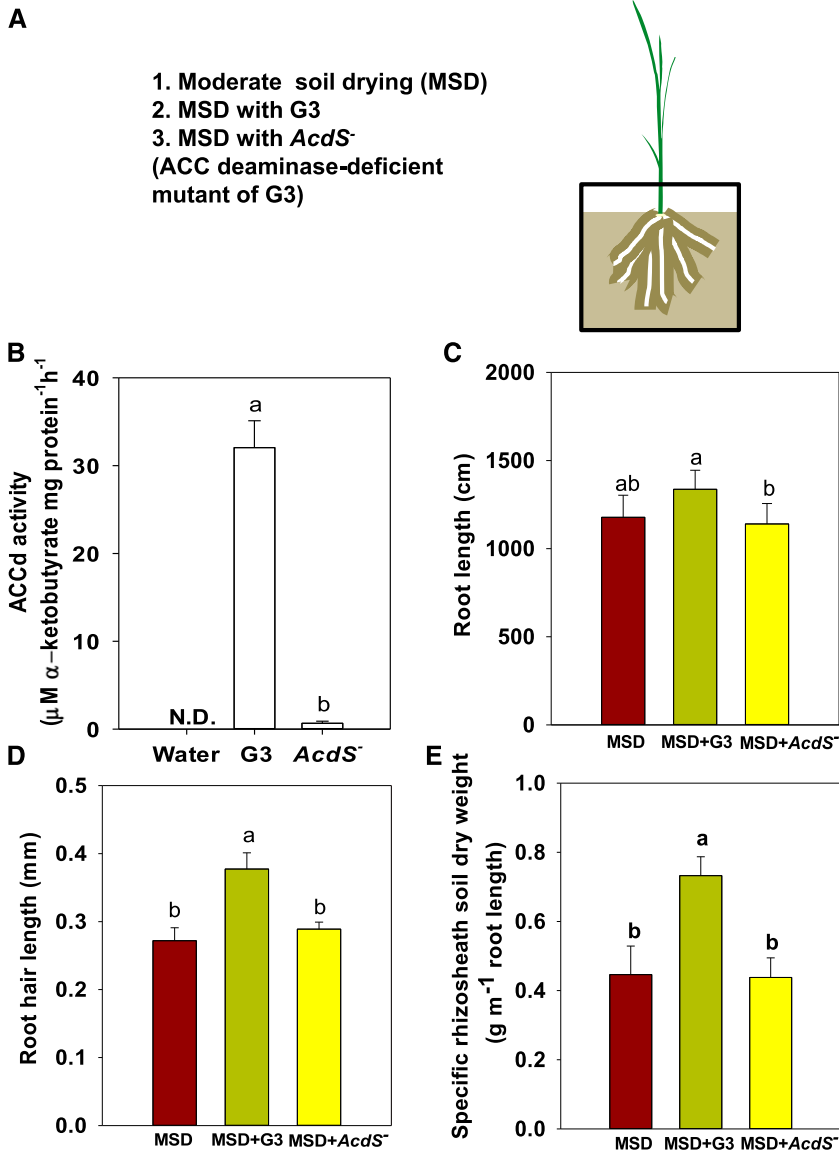 A
1. Moderate soil drying (MSD)
2. MSD with G3
3. MSD with AcdS-
(ACC deaminase-deficient
mutant of G3)
B
ACCd activity
(μM α−ketobutyrate mg protein-1h-1
40
30
20
10
0
N.D.
a
b
Water G3 AcdS-
C
Root length (cm)
2000
1500
1000
500
0
ab
a
b
MSD MSD+G3 MSD+AcdS-
D
Root hair length (mm)
0.5
0.4
0.3
0.2
0.1
0.0
b
a
b
MSD MSD+G3 MSD+AcdS-
E
Specific rhizosheath soil dry weight
(g m-1 root length)
1.0
0.8
0.6
0.4
0.2
0.0
b
a
b
MSD MSD+G3 MSD+AcdS-